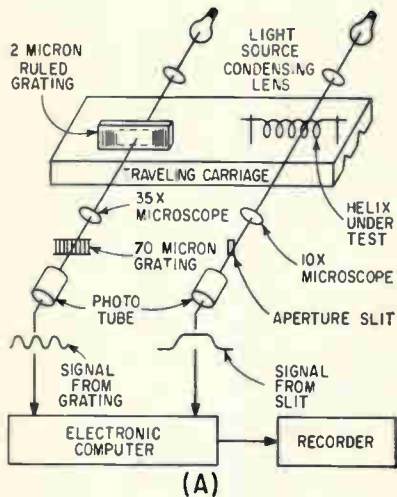 2 MICRON
RULED
GRATING
LIGHT
SOURCE
CONDENSING
LENS
TRAVELING CARRIAGE
35X
MICROSCOPE
HELIX
UNDER
TEST
70 MICRON
GRATING
10X
MICROSCOPE
PHOTO
TUBE
APERTURE SLIT
SIGNAL
FROM
GRATING
SIGNAL
FROM
SLIT
ELECTRONIC
COMPUTER
RECORDER
(A)